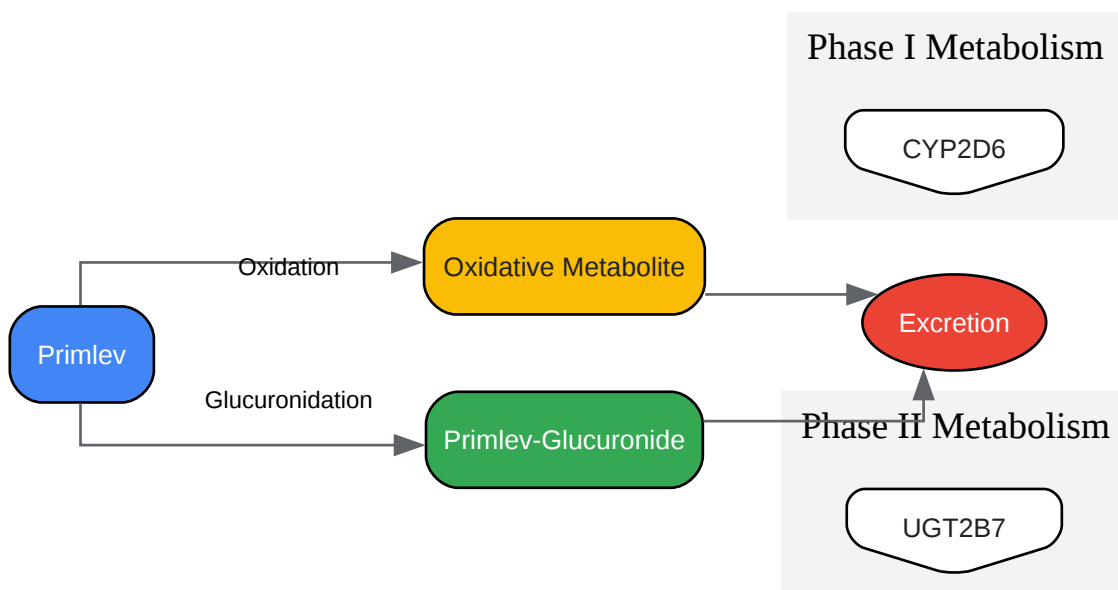 Phase I Metabolism
CYP2D6
Oxidation
Oxidative Metabolite
Primlev
Excretion
Glucuronidation
Primlev-Glucuronide
Phase II Metabolism
UGT2B7